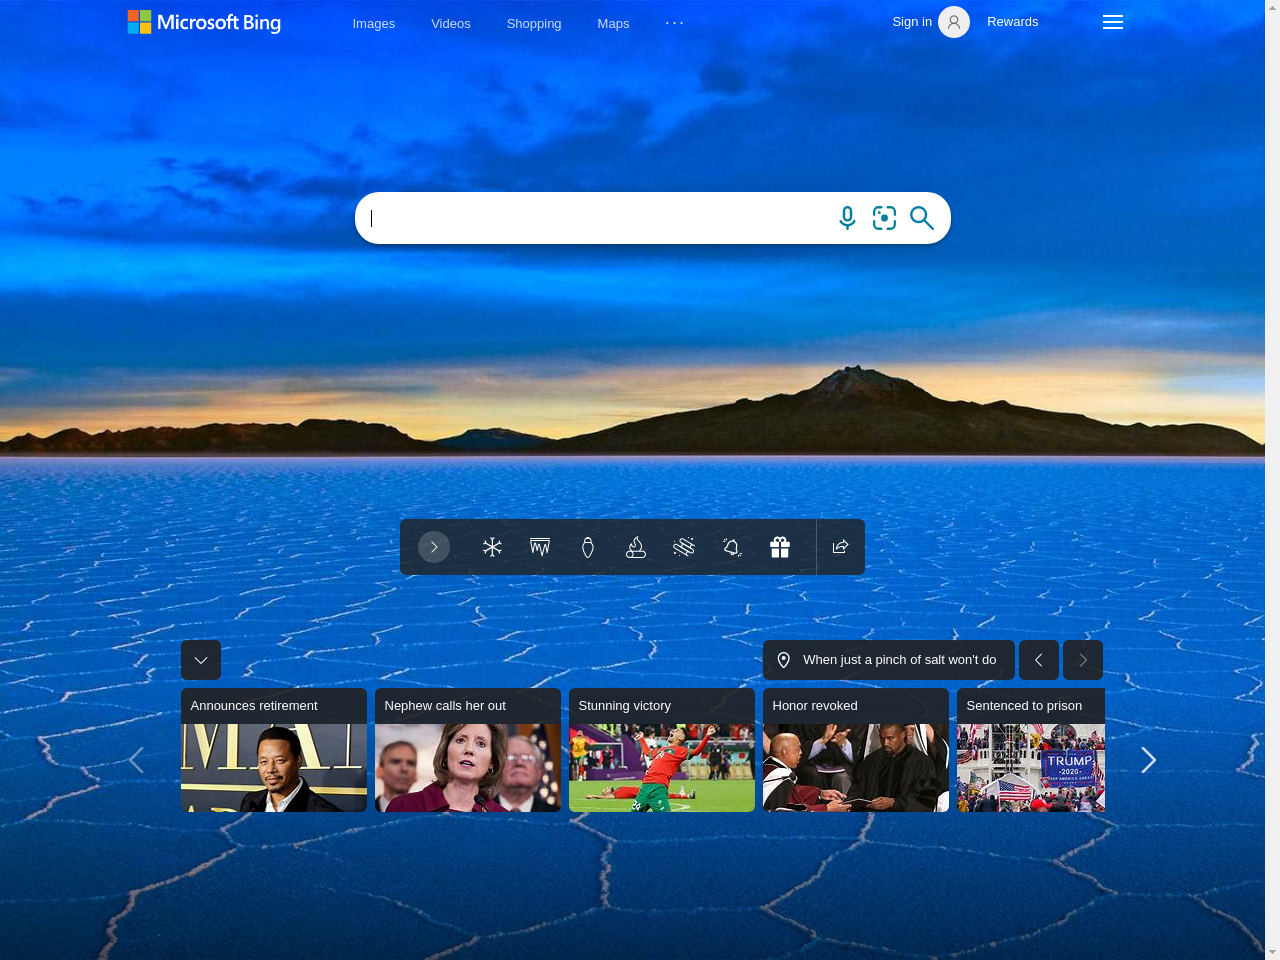 Microsoft Bing
Images Videos Shopping Maps ···
Sign in Rewards
When just a pinch of salt won't do
Announces retirement
Nephew calls her out
Stunning victory
Honor revoked
Sentenced to prison
TRUMP
-2020-